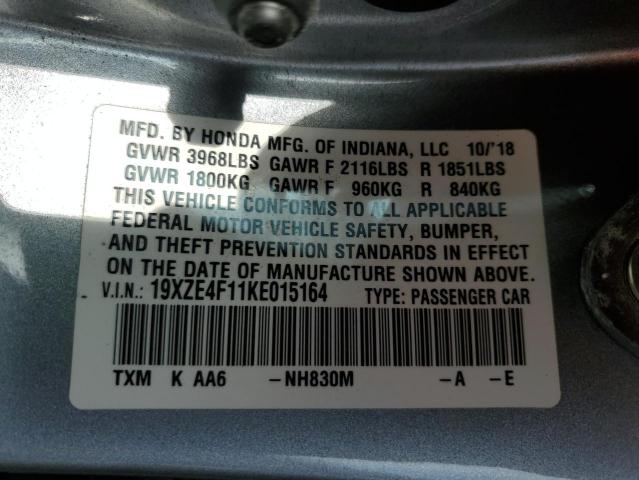 MFD. BY HONDA MFG. OF INDIANA, LLC 10/'18
GVWR 3968LBS GAWR F 2116LBS R 1851LBS
GVWR 1800KG GAWR F 960KG R 840KG
THIS VEHICLE CONFORMS TO ALL APPLICABLE
FEDERAL MOTOR VEHICLE SAFETY, BUMPER,
AND THEFT PREVENTION STANDARDS IN EFFECT
ON THE DATE OF MANUFACTURE SHOWN ABOVE.
V.I.N.: 19XZE4F11KE015164 TYPE: PASSENGER CAR
TXM K AA6 -NH830M -A -E